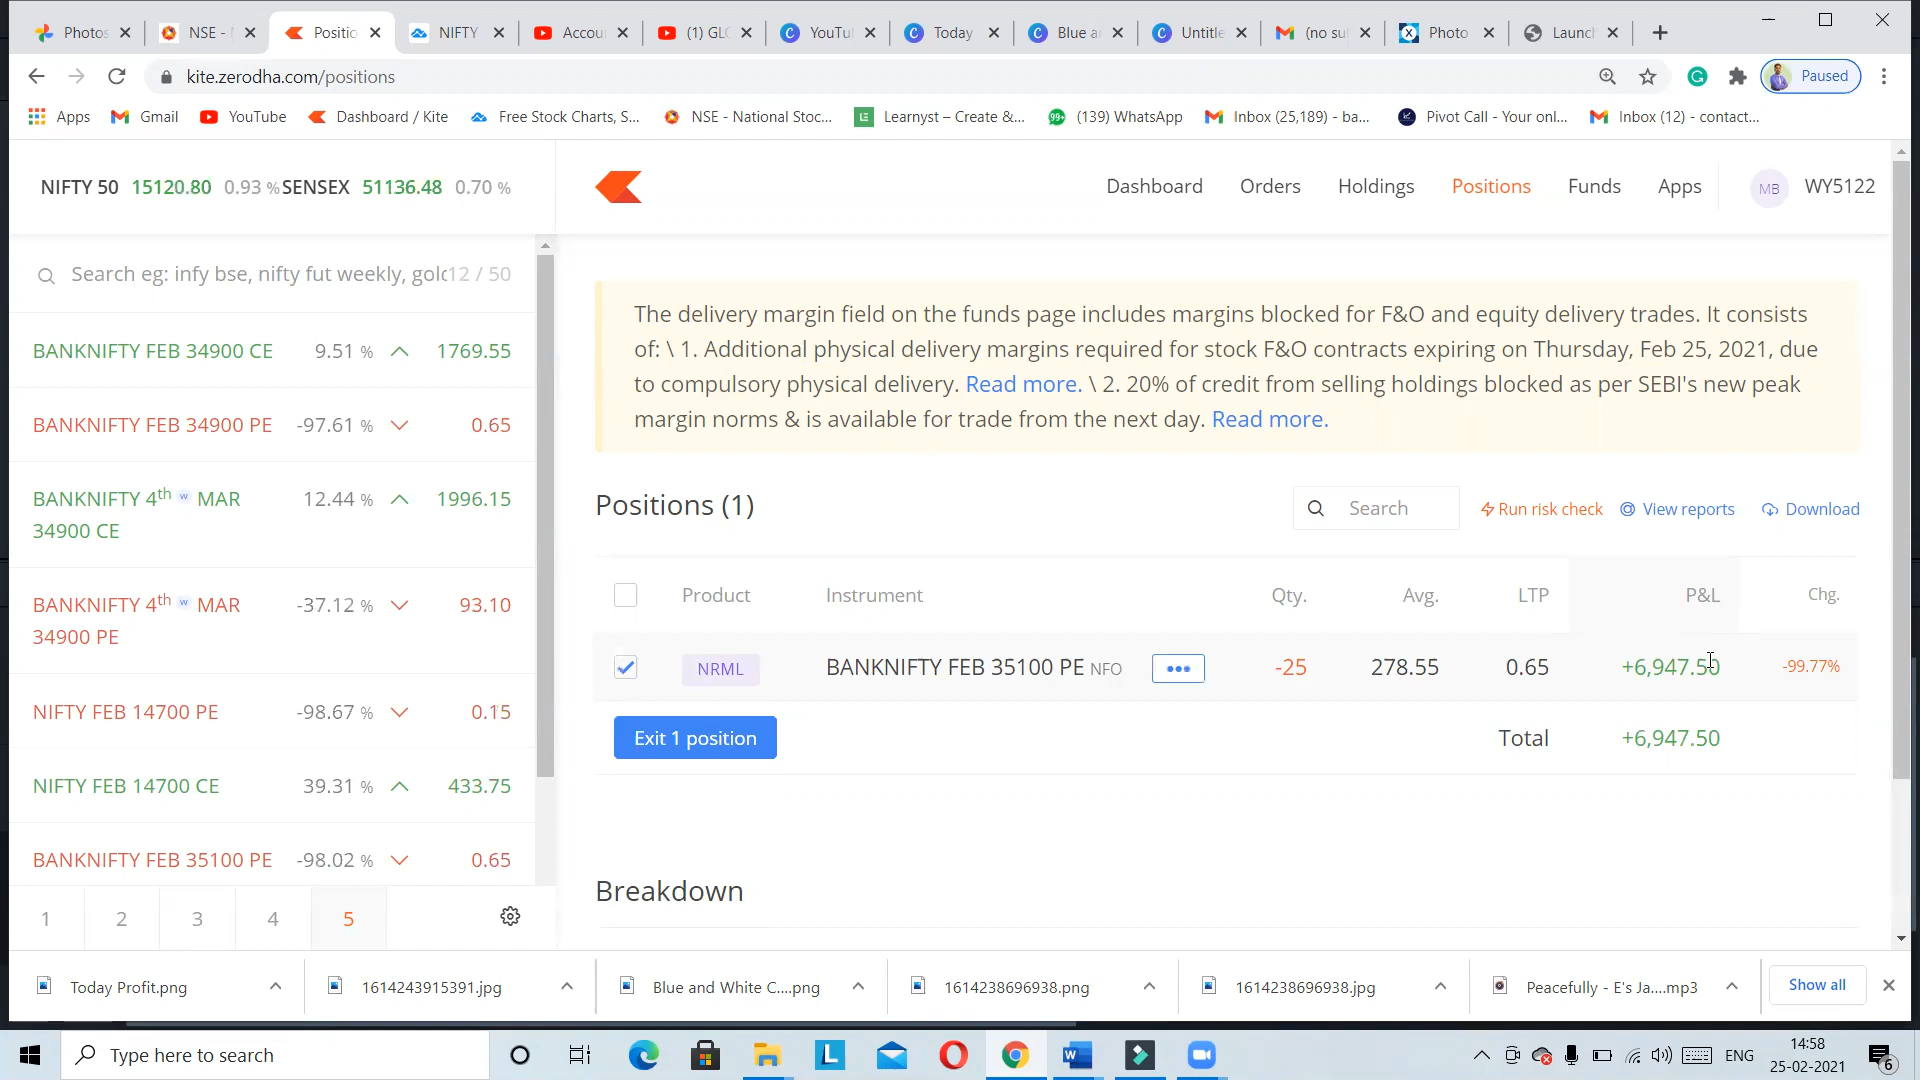 Photos
NSE -
Positio
NIFTY
Accou
(1) GLC
YouTu
Today
Blue a
Untitle
(no su
Photo
Launc
kite.zerodha.com/positions
Paused
Apps
Gmail
YouTube
Dashboard / Kite
Free Stock Charts, S...
NSE - National Stoc...
Learnyst – Create &...
99+
(139) WhatsApp
Inbox (25,189) - ba...
Pivot Call - Your onl...
Inbox (12) - contact...
NIFTY 50 15120.80 0.93 % SENSEX 51136.48 0.70 %
Dashboard Orders Holdings Positions Funds Apps MB WY5122
Search eg: infy bse, nifty fut weekly, golc 12 / 50
BANKNIFTY FEB 34900 CE 9.51 % 1769.55
BANKNIFTY FEB 34900 PE -97.61 % 0.65
BANKNIFTY 4th w MAR 34900 CE 12.44 % 1996.15
BANKNIFTY 4th w MAR 34900 PE -37.12 % 93.10
NIFTY FEB 14700 PE -98.67 % 0.15
NIFTY FEB 14700 CE 39.31 % 433.75
BANKNIFTY FEB 35100 PE -98.02 % 0.65
1 2 3 4 5
The delivery margin field on the funds page includes margins blocked for F&O and equity delivery trades. It consists
of: \ 1. Additional physical delivery margins required for stock F&O contracts expiring on Thursday, Feb 25, 2021, due
to compulsory physical delivery. Read more. \ 2. 20% of credit from selling holdings blocked as per SEBI's new peak
margin norms & is available for trade from the next day. Read more.
Positions (1)
Search
Run risk check
View reports
Download
Product Instrument Qty. Avg. LTP P&L Chg.
NRML BANKNIFTY FEB 35100 PE NFO ••• -25 278.55 0.65 +6,947.50 -99.77%
Exit 1 position Total +6,947.50
Breakdown
Today Profit.png
1614243915391.jpg
Blue and White C....png
1614238696938.png
1614238696938.jpg
Peacefully - E's Ja....mp3
Show all
Type here to search
ENG
14:58
25-02-2021
6